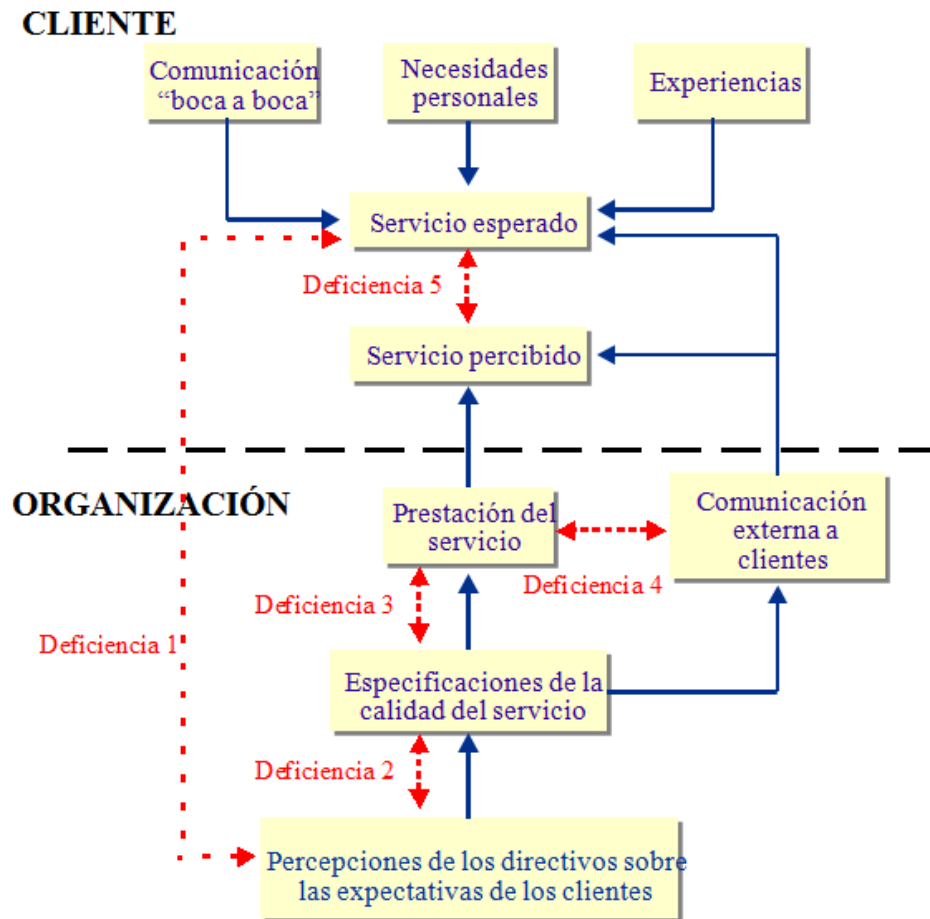 CLIENTE
Comunicación
“boca a boca”
Necesidades
personales
Experiencias
Servicio esperado
Deficiencia 5
Servicio percibido
ORGANIZACIÓN
Prestación del
servicio
Comunicación
externa a
clientes
Deficiencia 4
Deficiencia 3
Deficiencia 1
Especificaciones de la
calidad del servicio
Deficiencia 2
Percepciones de los directivos sobre
las expectativas de los clientes